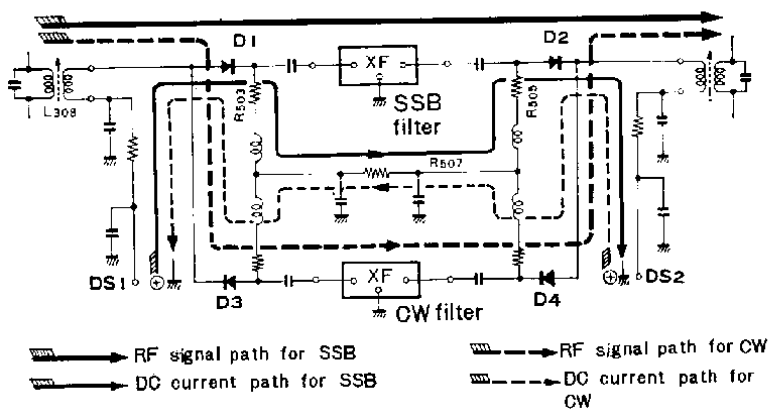 D1
XF
D2
L308
R503
SSB
filter
R505
R507
DS1
D3
XF
CW filter
D4
DS2
RF signal path for SSB
DC current path for SSB
RF signal path for CW
DC current path for
CW